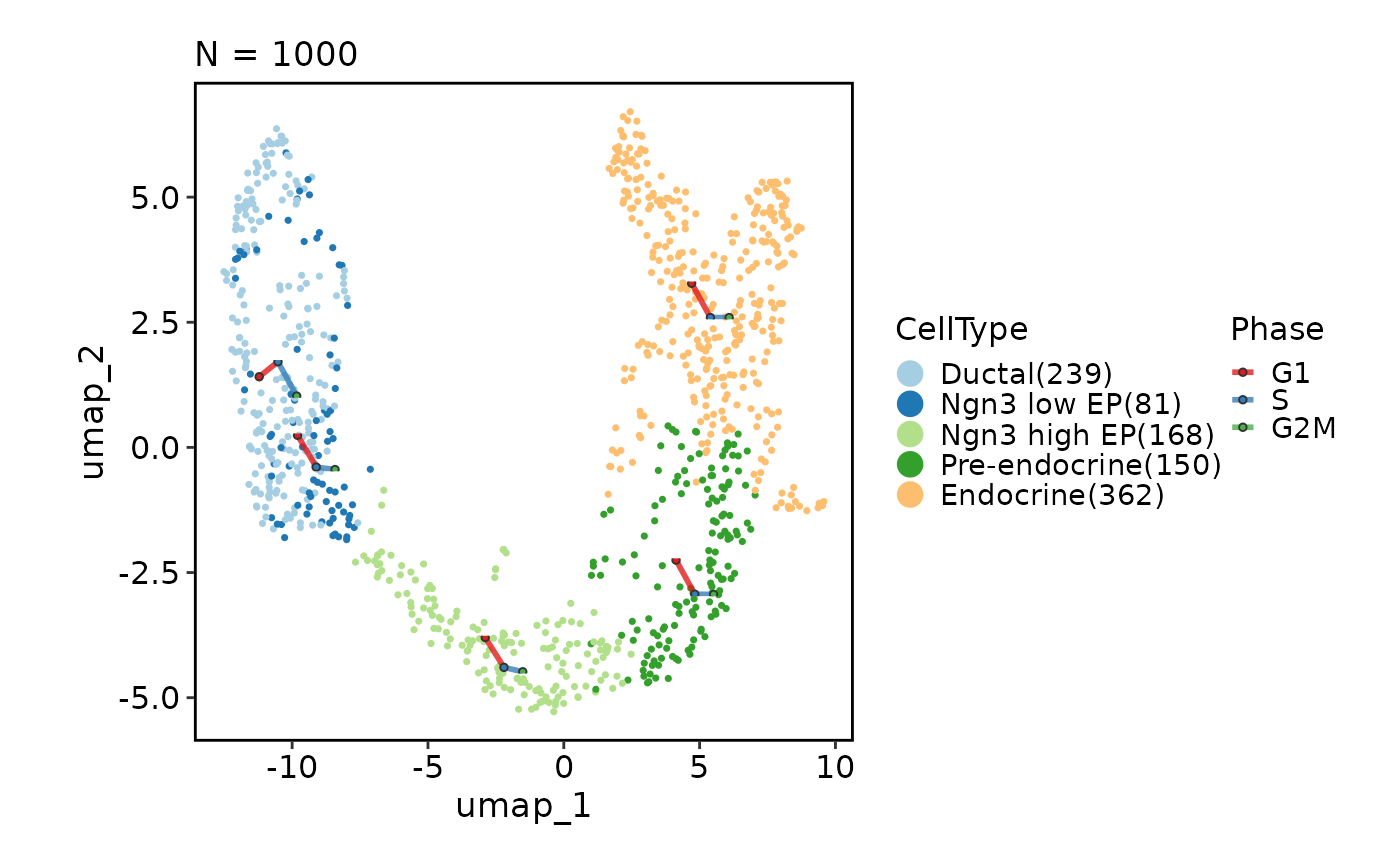 N = 1000
5.0
2.5
0.0
-2.5
-5.0
umap_2
-10
-5
0
5
10
umap_1
CellType
Ductal(239)
Ngn3 low EP(81)
Ngn3 high EP(168)
Pre-endocrine(150)
Endocrine(362)
Phase
G1
S
G2M